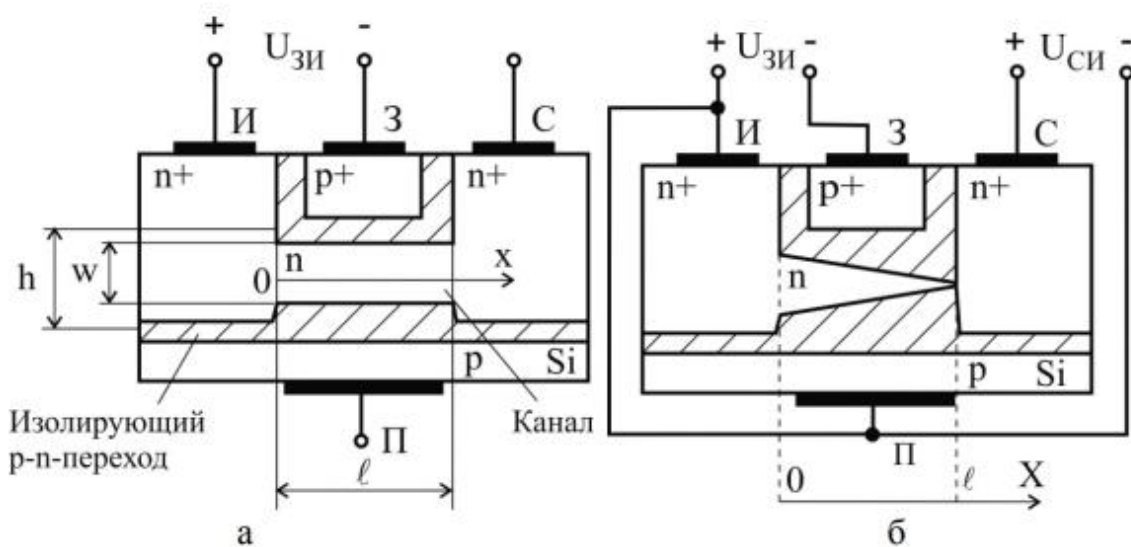 + U_ЗИ -
И З С
n+ p+ n+
h w n
0 x
p Si
Изолирующий
p-n-переход
Канал
П
ℓ
а
+ U_ЗИ - + U_СИ -
И З С
n+ p+ n+
n
p Si
П
0 ℓ X
б